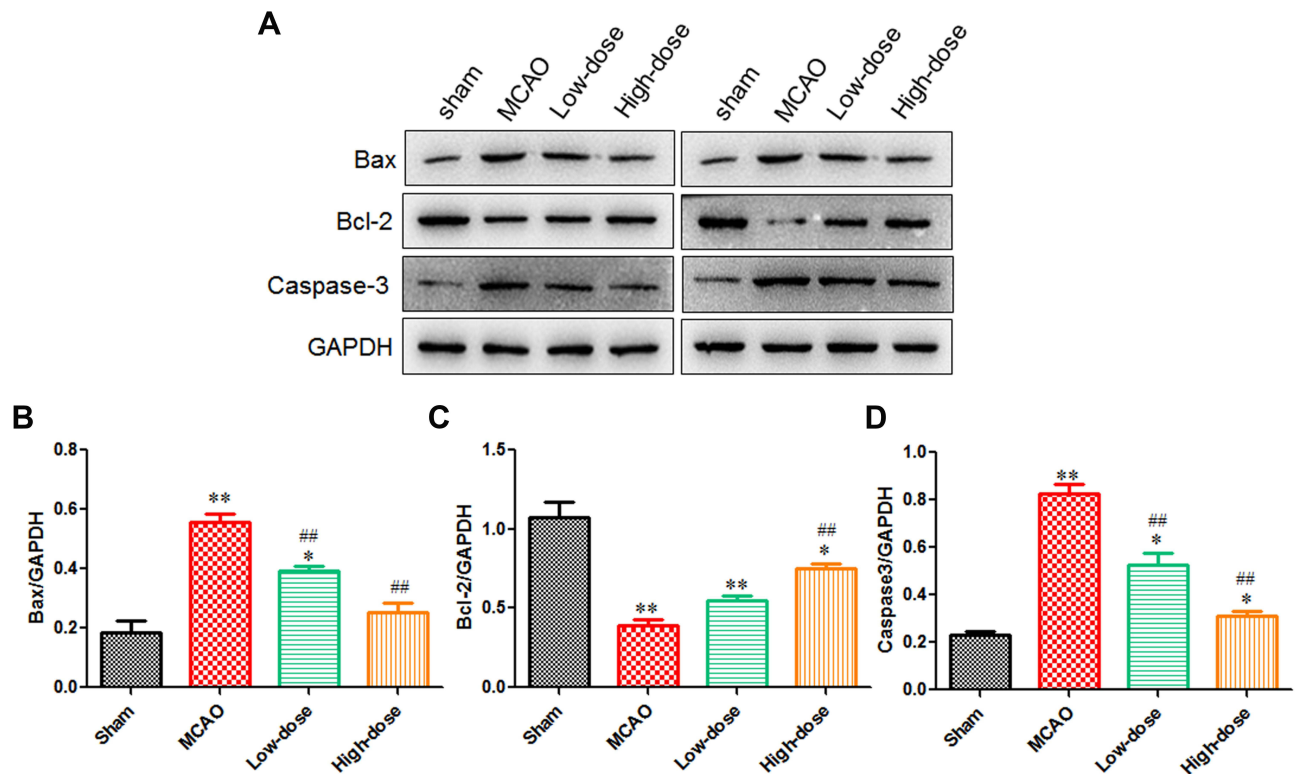 A
sham MCAO Low-dose High-dose sham MCAO Low-dose High-dose
Bax
Bcl-2
Caspase-3
GAPDH
B
Bax/GAPDH
0.8
0.6
0.4
0.2
0.0
**
##
*
##
Sham MCAO Low-dose High-dose
C
Bcl-2/GAPDH
1.5
1.0
0.5
0.0
**
**
##
*
Sham MCAO Low-dose High-dose
D
Caspase3/GAPDH
1.0
0.8
0.6
0.4
0.2
0.0
**
##
*
##
*
Sham MCAO Low-dose High-dose